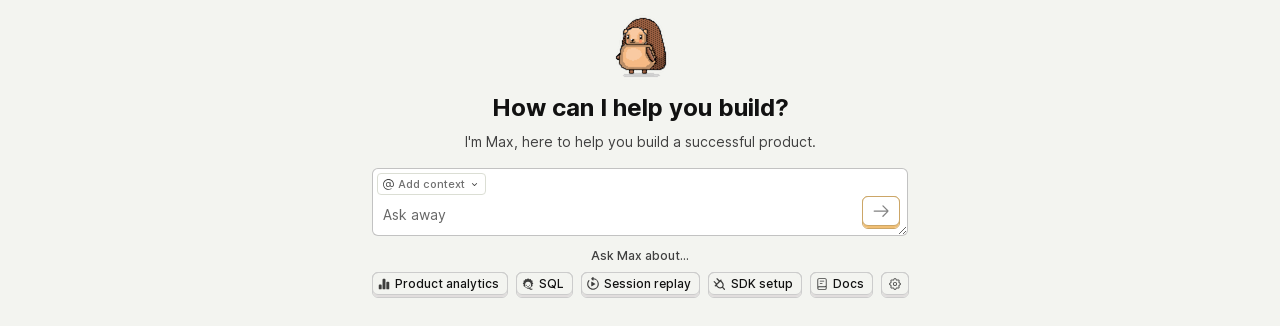 How can I help you build?
I'm Max, here to help you build a successful product.
@ Add context
Ask away
Ask Max about...
Product analytics SQL Session replay SDK setup Docs